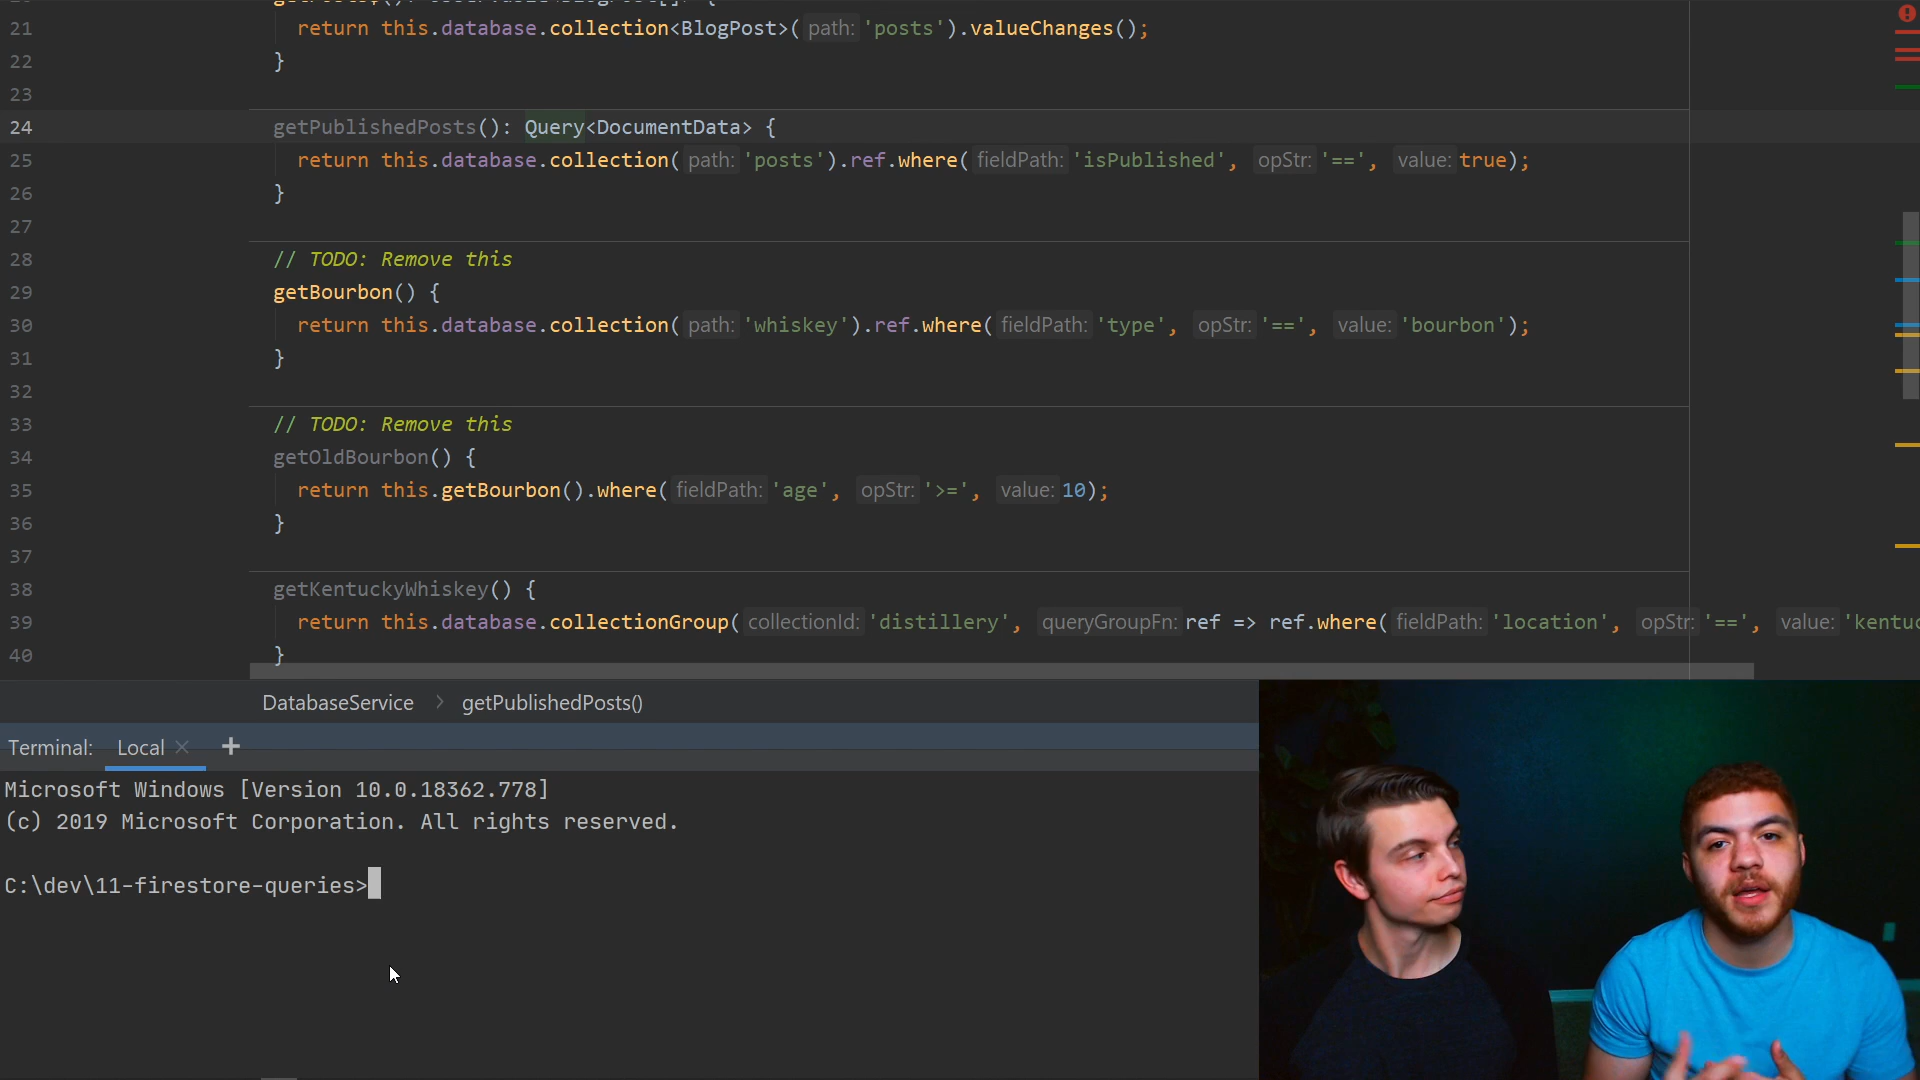 21 return this.database.collection<BlogPost>( path: 'posts').valueChanges();
22 }
23
24 getPublishedPosts(): Query<DocumentData> {
25 return this.database.collection( path: 'posts').ref.where( fieldPath: 'isPublished', opStr: '==', value: true);
26 }
27
28 // TODO: Remove this
29 getBourbon() {
30 return this.database.collection( path: 'whiskey').ref.where( fieldPath: 'type', opStr: '==', value: 'bourbon');
31 }
32
33 // TODO: Remove this
34 getOldBourbon() {
35 return this.getBourbon().where( fieldPath: 'age', opStr: '>=', value: 10);
36 }
37
38 getKentuckyWhiskey() {
39 return this.database.collectionGroup( collectionId: 'distillery', queryGroupFn: ref => ref.where( fieldPath: 'location', opStr: '==', value: 'kentuc
40 }
DatabaseService > getPublishedPosts()
Terminal: Local × +
Microsoft Windows [Version 10.0.18362.778]
(c) 2019 Microsoft Corporation. All rights reserved.
C:\dev\11-firestore-queries>